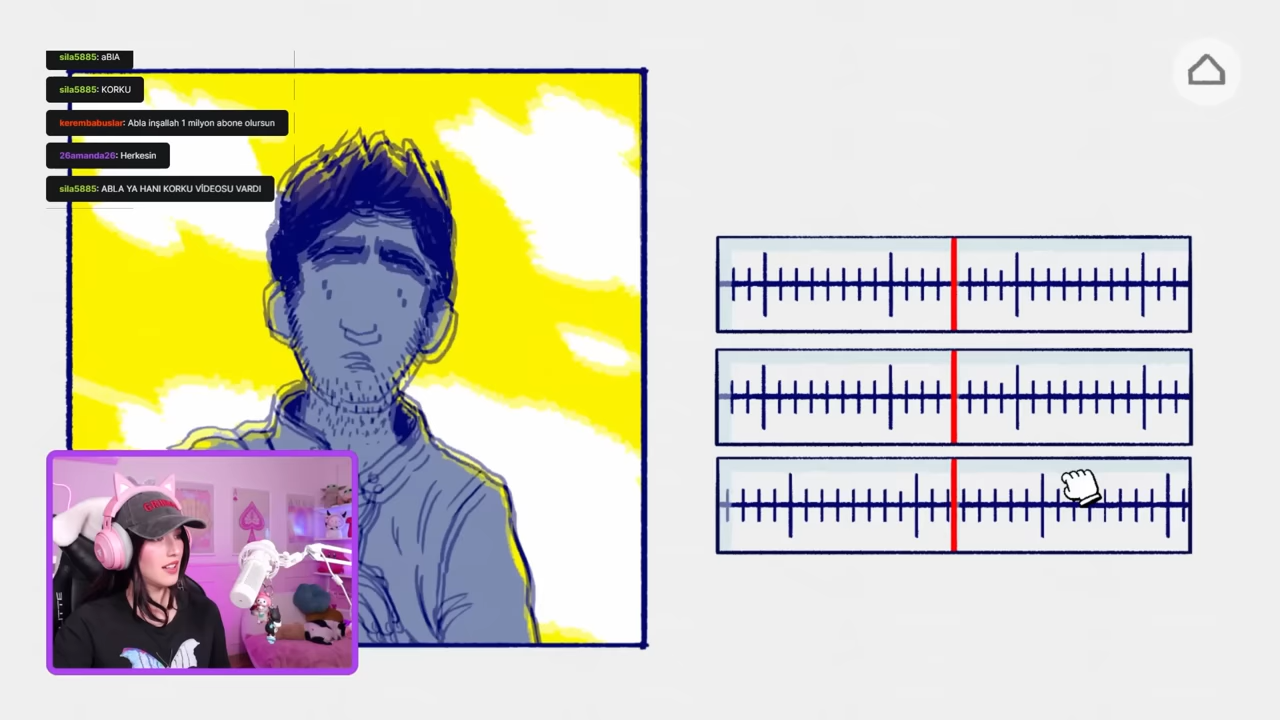 sila5885: aBlA
sila5885: KORKU
kerembabuslar: Abla inşallah 1 milyon abone olursun
26amanda26: Herkesin
sila5885: ABLA YA HANI KORKU VİDEOSU VARDI